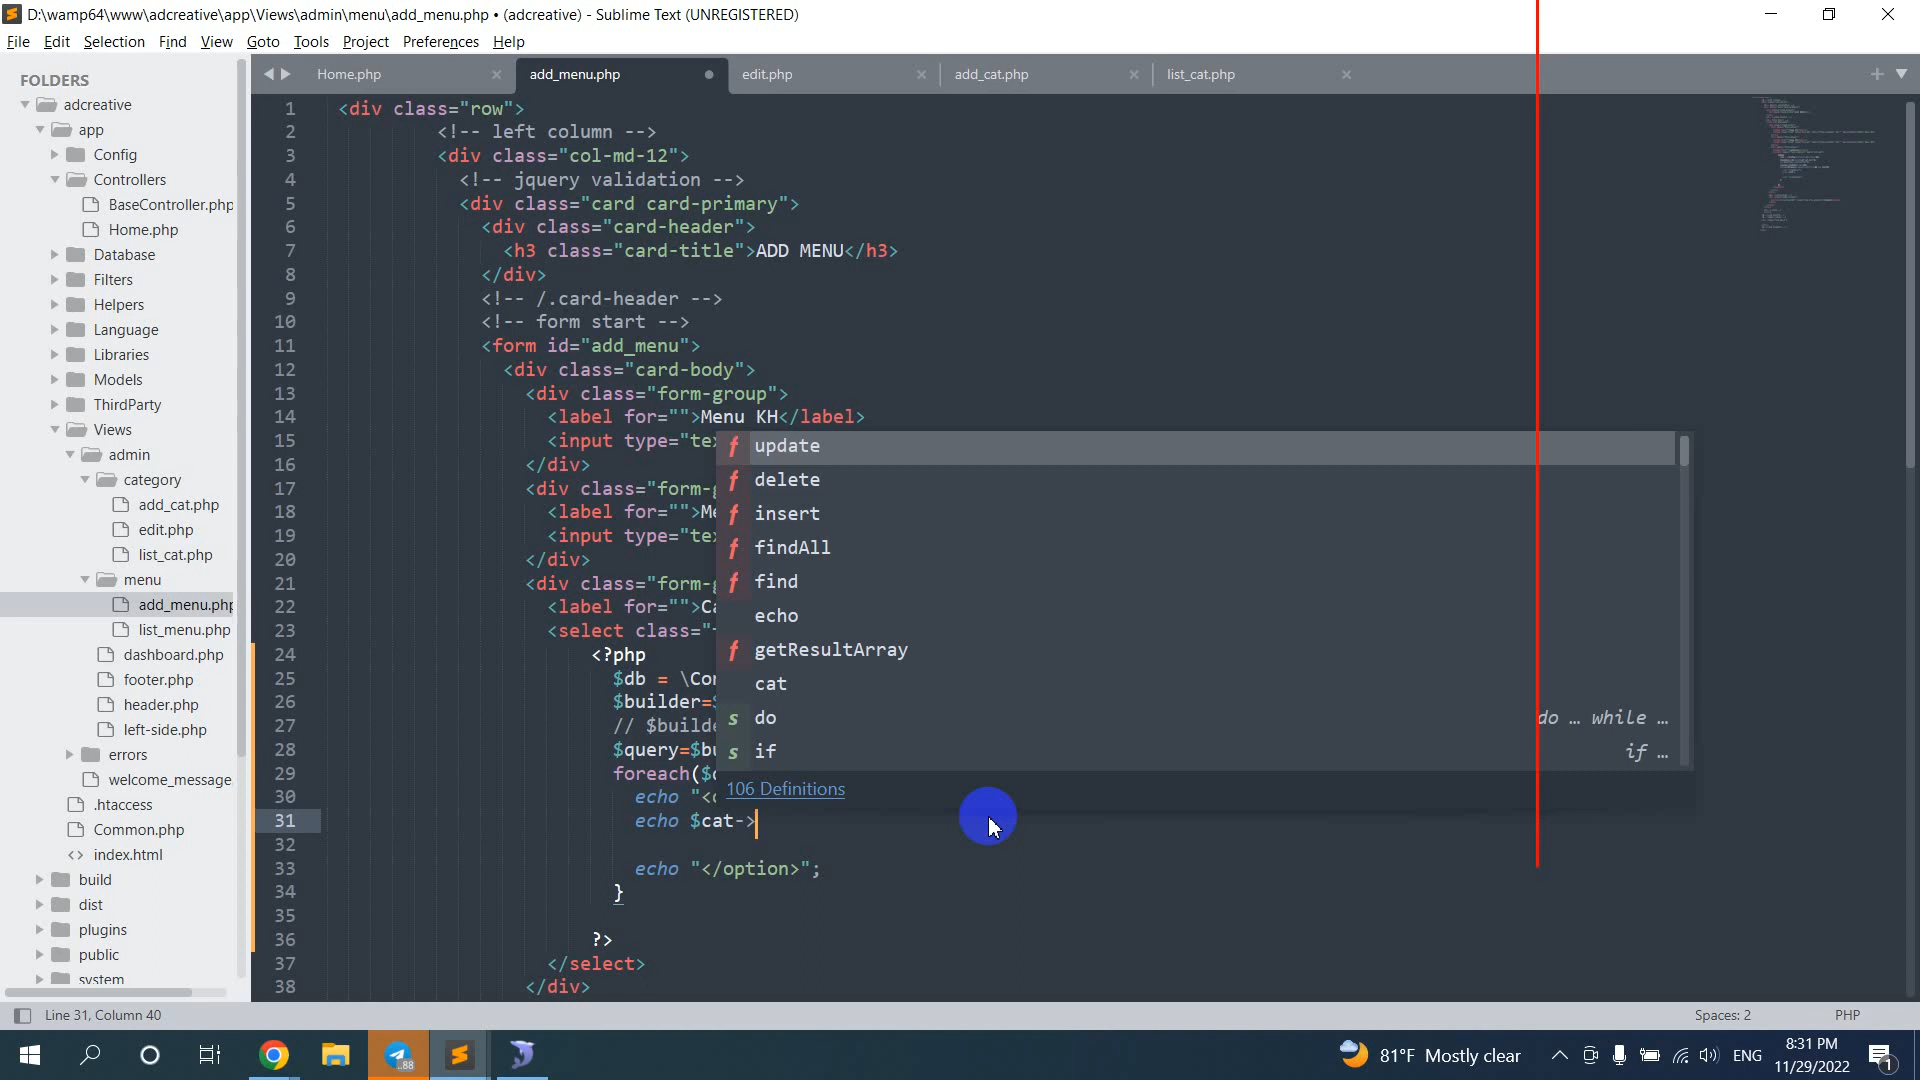 D:\wamp64\www\adcreative\app\Views\admin\menu\add_menu.php • (adcreative) - Sublime Text (UNREGISTERED)
File Edit Selection Find View Goto Tools Project Preferences Help
FOLDERS
adcreative
app
Config
Controllers
BaseController.php
Home.php
Database
Filters
Helpers
Language
Libraries
Models
ThirdParty
Views
admin
category
add_cat.php
edit.php
list_cat.php
menu
add_menu.php
list_menu.php
dashboard.php
footer.php
header.php
left-side.php
errors
welcome_message
.htaccess
Common.php
index.html
build
dist
plugins
public
system
Home.php add_menu.php edit.php add_cat.php list_cat.php
1 <div class="row">
2 <!-- left column -->
3 <div class="col-md-12">
4 <!-- jquery validation -->
5 <div class="card card-primary">
6 <div class="card-header">
7 <h3 class="card-title">ADD MENU</h3>
8 </div>
9 <!-- /.card-header -->
10 <!-- form start -->
11 <form id="add_menu">
12 <div class="card-body">
13 <div class="form-group">
14 <label for="">Menu KH</label>
15 <input type="te
16 </div>
17 <div class="form-
18 <label for="">M
19 <input type="te
20 </div>
21 <div class="form-
22 <label for="">Ca
23 <select class="
24 <?php
25 $db = \Co
26 $builder=
27 // $build
28 $query=$b
29 foreach($
30 echo "<
31 echo $cat->
32
33 echo "</option>";
34 }
35
36 ?>
37 </select>
38 </div>
update
delete
insert
findAll
find
echo
getResultArray
cat
do do … while …
if if …
106 Definitions
Line 31, Column 40 Spaces: 2 PHP
88
81°F Mostly clear ENG 8:31 PM
11/29/2022 1